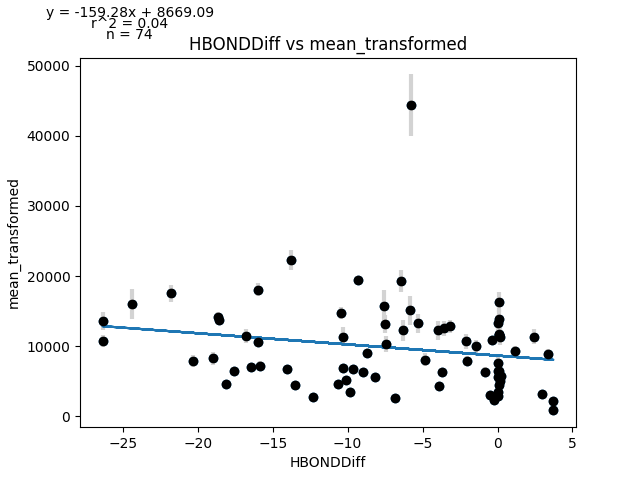 y = -159.28x + 8669.09
r^2 = 0.04
n = 74
HBONDDiff vs mean_transformed
50000
40000
30000
20000
10000
0
mean_transformed
−25
−20
−15
−10
−5
0
5
HBONDDiff